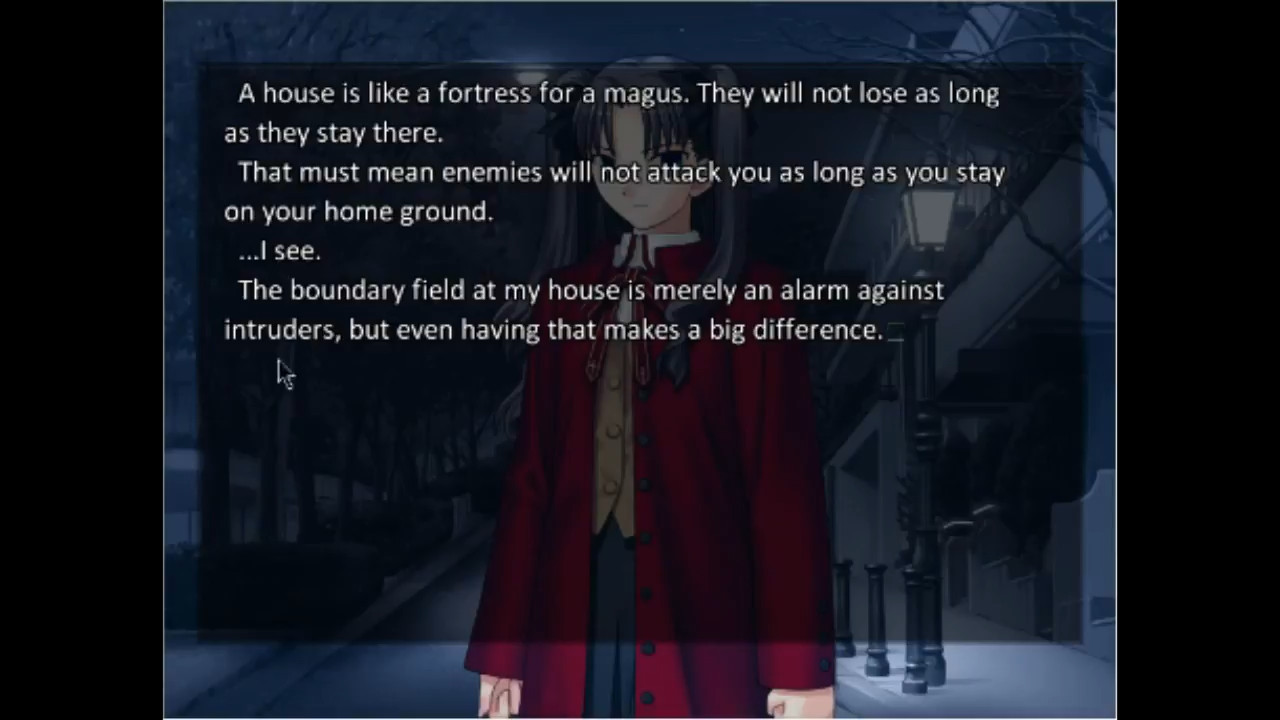 A house is like a fortress for a magus. They will not lose as long
as they stay there.
That must mean enemies will not attack you as long as you stay
on your home ground.
...I see.
The boundary field at my house is merely an alarm against
intruders, but even having that makes a big difference.